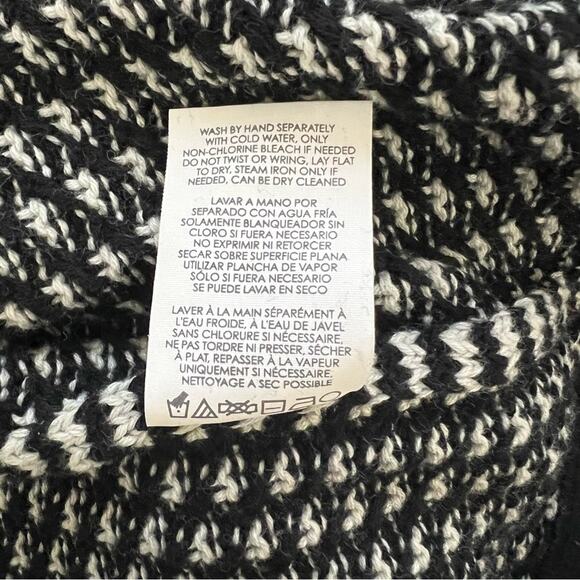 WASH BY HAND SEPARATELY
WITH COLD WATER, ONLY
NON-CHLORINE BLEACH IF NEEDED
DO NOT TWIST OR WRING, LAY FLAT
TO DRY, STEAM IRON ONLY IF
NEEDED, CAN BE DRY CLEANED
LAVAR A MANO POR
SEPARADO CON AGUA FRÍA
SOLAMENTE BLANQUEADOR SIN
CLORO SI FUERA NECESARIO
NO EXPRIMIR NI RETORCER
SECAR SOBRE SUPERFICIE PLANA
UTILIZAR PLANCHA DE VAPOR
SÓLO SI FUERA NECESARIO
SE PUEDE LAVAR EN SECO
LAVER À LA MAIN SÉPARÉMENT À
L'EAU FROIDE, À L'EAU DE JAVEL
SANS CHLORURE SI NÉCESSAIRE,
NE PAS TORDRE NI PRESSER, SÉCHER
À PLAT, REPASSER À LA VAPEUR
UNIQUEMENT SI NÉCESSAIRE.
NETTOYAGE A SEC POSSIBLE